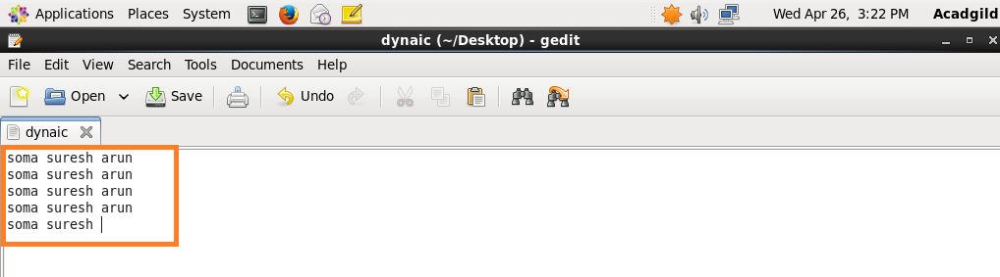 Applications Places System Wed Apr 26, 3:22 PM Acadgild
dynaic (~/Desktop) - gedit
File Edit View Search Tools Documents Help
Open Save Undo
dynaic
soma suresh arun
soma suresh arun
soma suresh arun
soma suresh arun
soma suresh